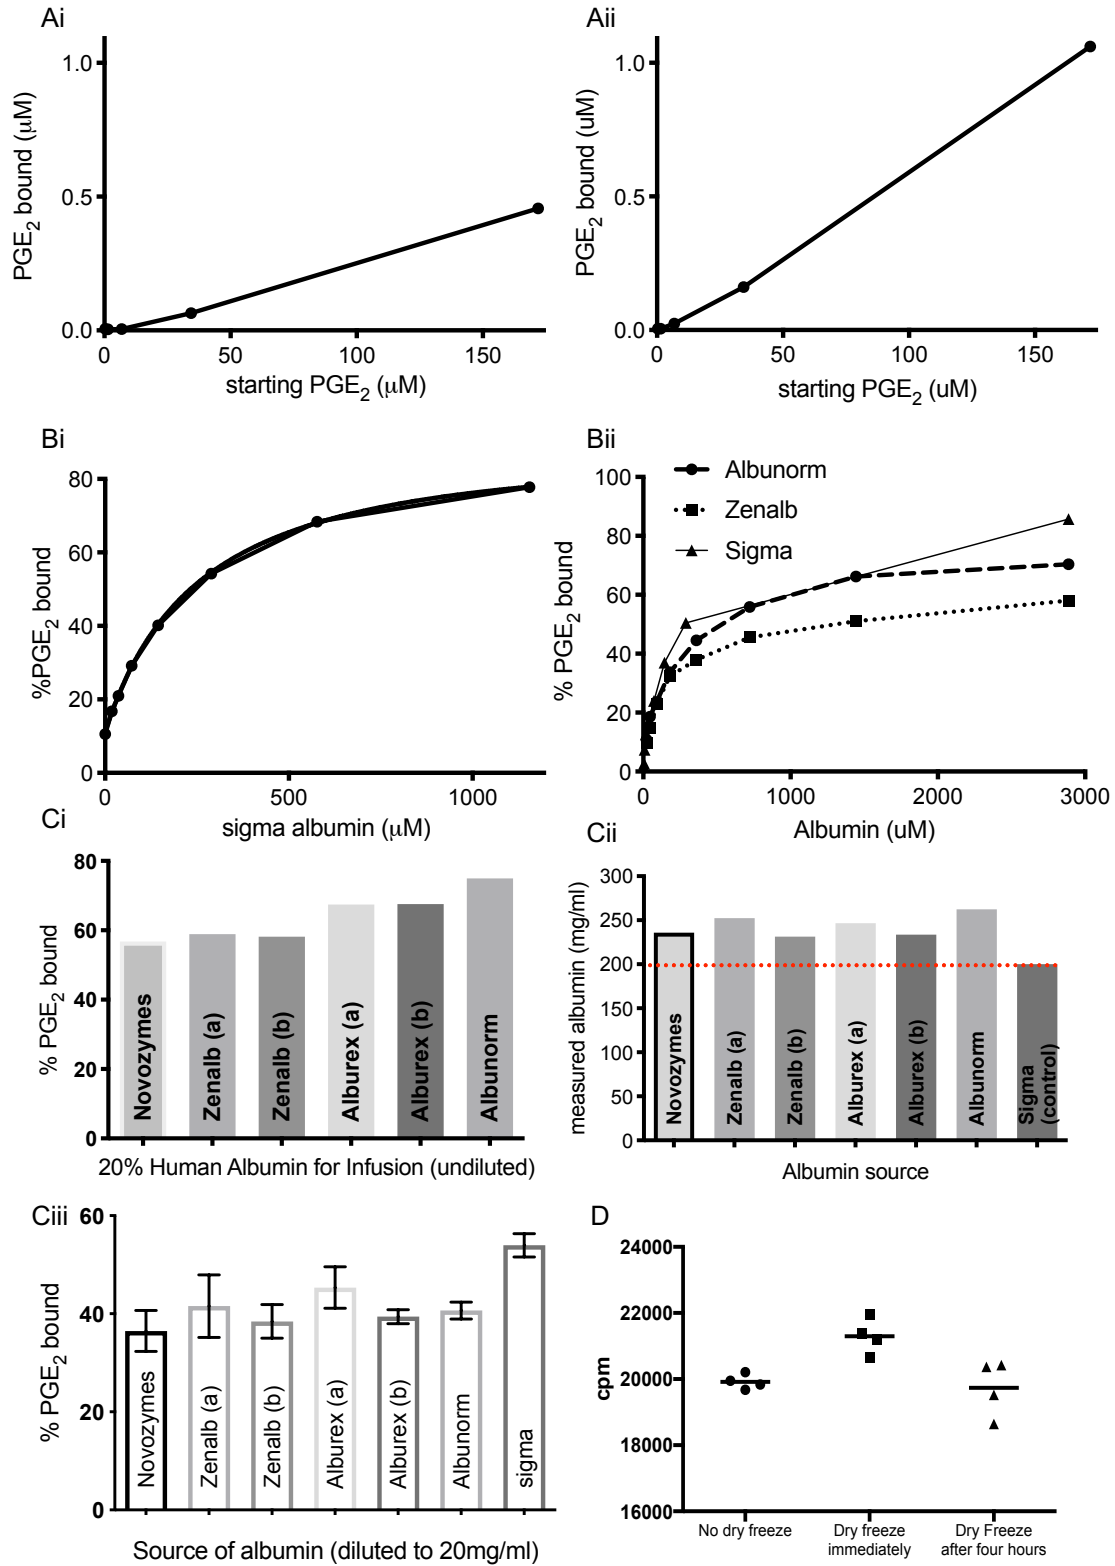 Ai
PGE2 bound (μM)
1.0
0.5
0.0
0
50
100
150
starting PGE2 (μM)
Aii
PGE2 bound (uM)
1.0
0.5
0.0
0
50
100
150
starting PGE2 (uM)
Bi
%PGE2 bound
80
60
40
20
0
0
500
1000
sigma albumin (μM)
Bii
% PGE2 bound
100
80
60
40
20
0
Albunorm
Zenalb
Sigma
0
1000
2000
3000
Albumin (uM)
Ci
% PGE2 bound
80
60
40
20
0
Novozymes
Zenalb (a)
Zenalb (b)
Alburex (a)
Alburex (b)
Albunorm
20% Human Albumin for Infusion (undiluted)
Cii
measured albumin (mg/ml)
300
250
200
150
100
50
0
Novozymes
Zenalb (a)
Zenalb (b)
Alburex (a)
Alburex (b)
Albunorm
Sigma
(control)
Albumin source
Ciii
% PGE2 bound
60
40
20
0
Novozymes
Zenalb (a)
Zenalb (b)
Alburex (a)
Alburex (b)
Albunorm
sigma
Source of albumin (diluted to 20mg/ml)
D
cpm
24000
22000
20000
18000
16000
No dry freeze
Dry freeze
immediately
Dry Freeze
after four hours